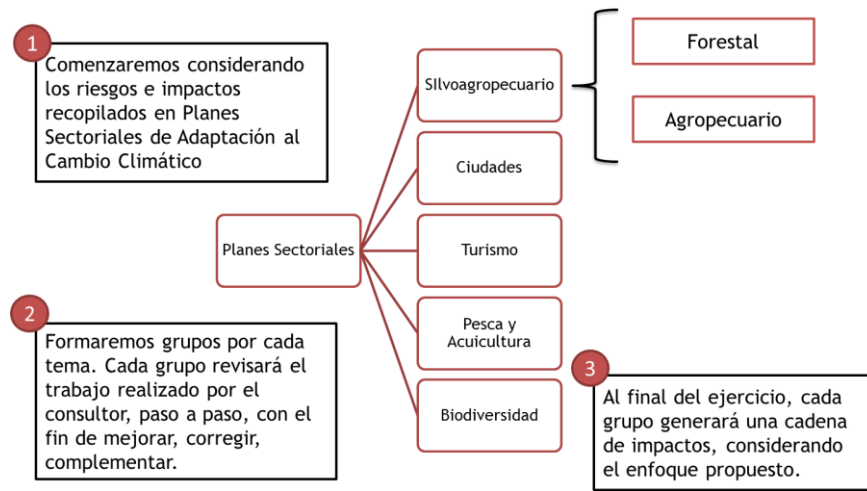 1
Comenzaremos considerando
los riesgos e impactos
recopilados en Planes
Sectoriales de Adaptación al
Cambio Climático
Planes Sectoriales
SIlvoagropecuario
Forestal
Agropecuario
Ciudades
Turismo
Pesca y
Acuicultura
Biodiversidad
2
Formaremos grupos por cada
tema. Cada grupo revisará el
trabajo realizado por el
consultor, paso a paso, con el
fin de mejorar, corregir,
complementar.
3
Al final del ejercicio, cada
grupo generará una cadena
de impactos, considerando
el enfoque propuesto.